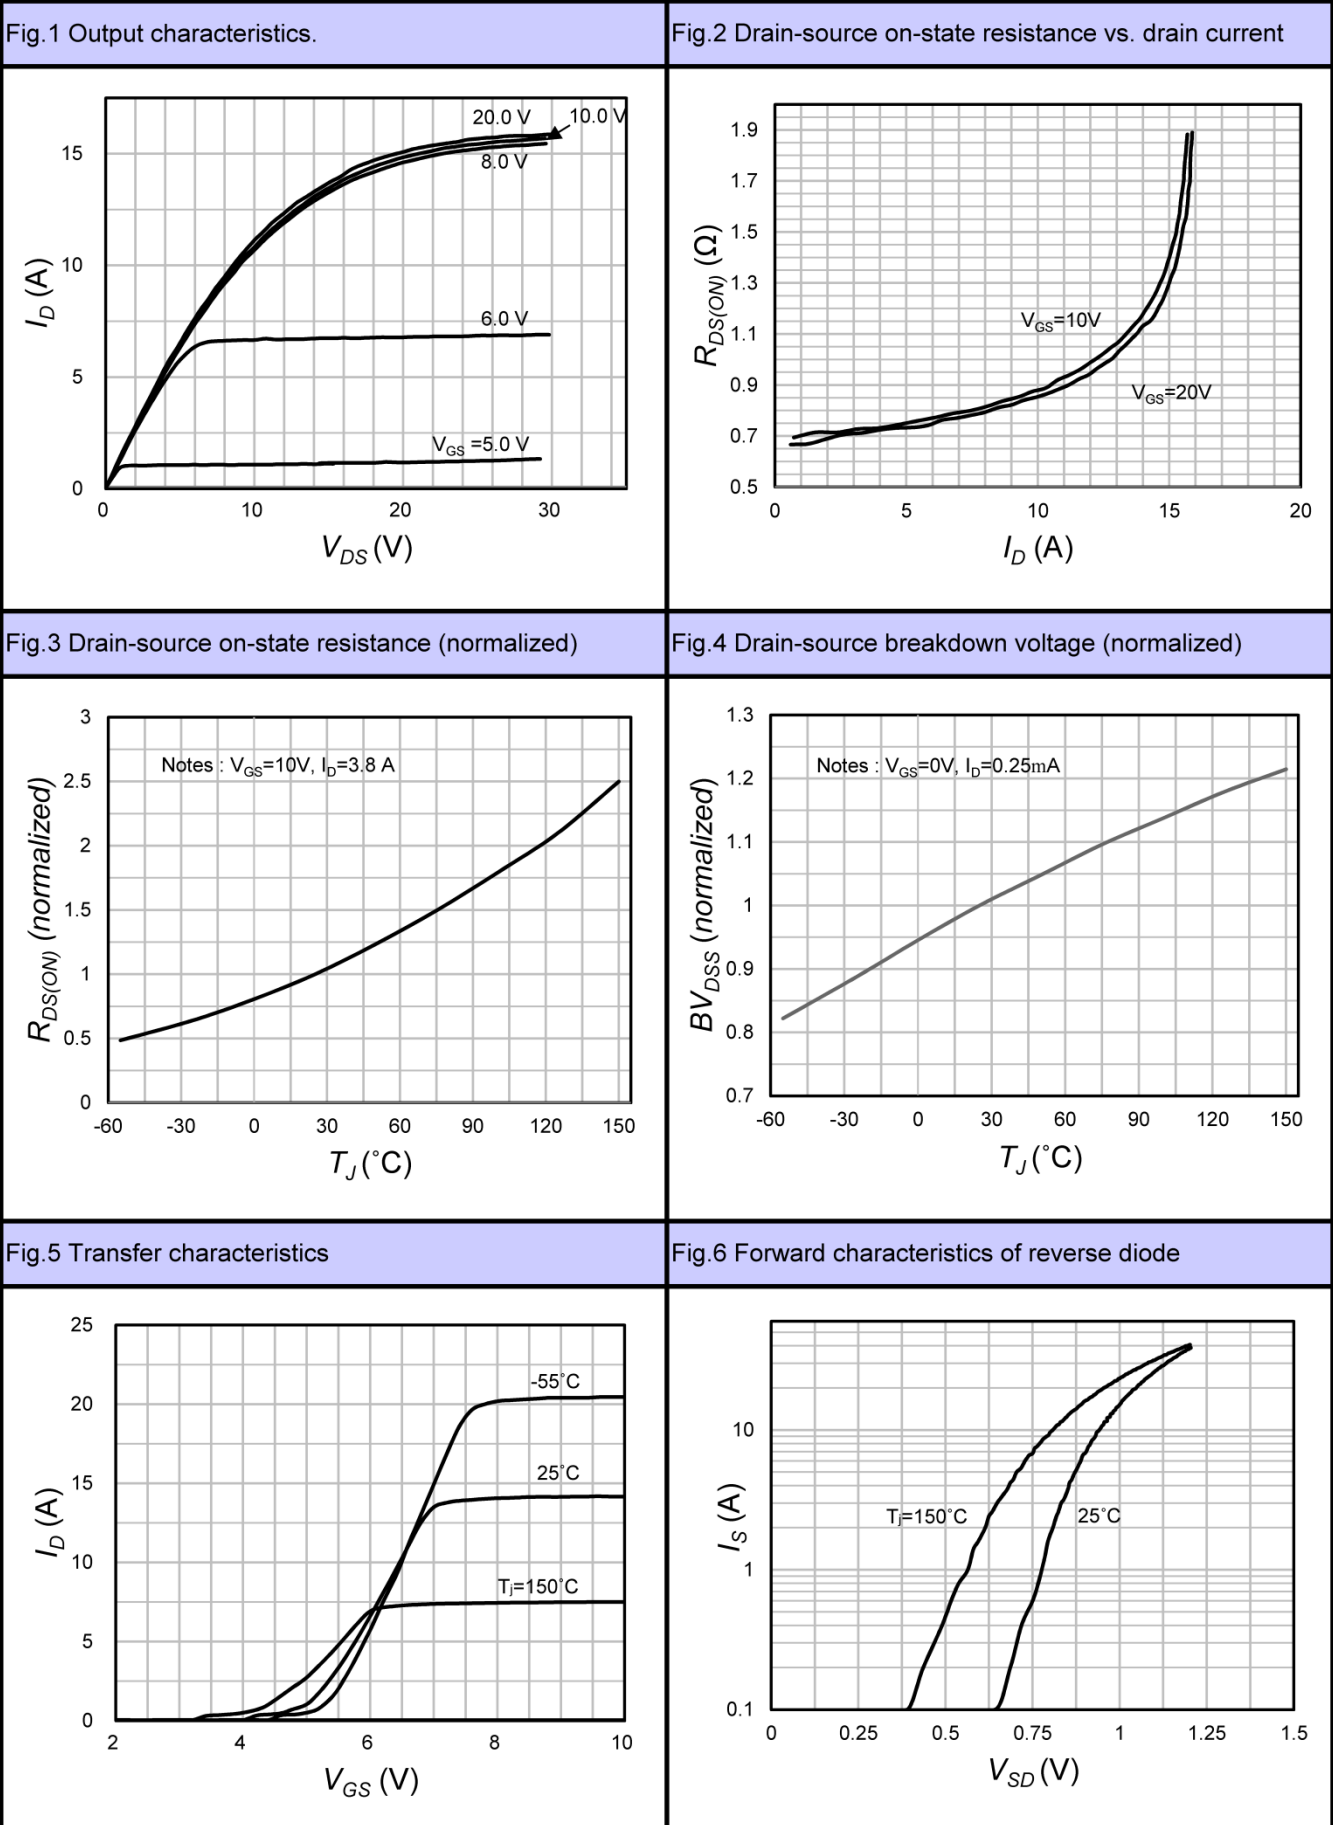 Fig.1 Output characteristics.
Fig.2 Drain-source on-state resistance vs. drain current
20.0 V
10.0 V
8.0 V
6.0 V
VGS =5.0 V
15
10
5
0
0 10 20 30
ID (A)
VDS (V)
1.9
1.7
1.5
1.3
1.1
0.9
0.7
0.5
0 5 10 15 20
VGS=10V
VGS=20V
RDS(ON) (Ω)
ID (A)
Fig.3 Drain-source on-state resistance (normalized)
Fig.4 Drain-source breakdown voltage (normalized)
Notes : VGS=10V, ID=3.8 A
3
2.5
2
1.5
1
0.5
0
-60 -30 0 30 60 90 120 150
RDS(ON) (normalized)
TJ (˚C)
Notes : VGS=0V, ID=0.25mA
1.3
1.2
1.1
1
0.9
0.8
0.7
-60 -30 0 30 60 90 120 150
BVDSS (normalized)
TJ (˚C)
Fig.5 Transfer characteristics
Fig.6 Forward characteristics of reverse diode
25
20
15
10
5
0
2 4 6 8 10
-55˚C
25˚C
Tj=150˚C
ID (A)
VGS (V)
10
1
0.1
0 0.25 0.5 0.75 1 1.25 1.5
Tj=150˚C
25˚C
IS (A)
VSD (V)